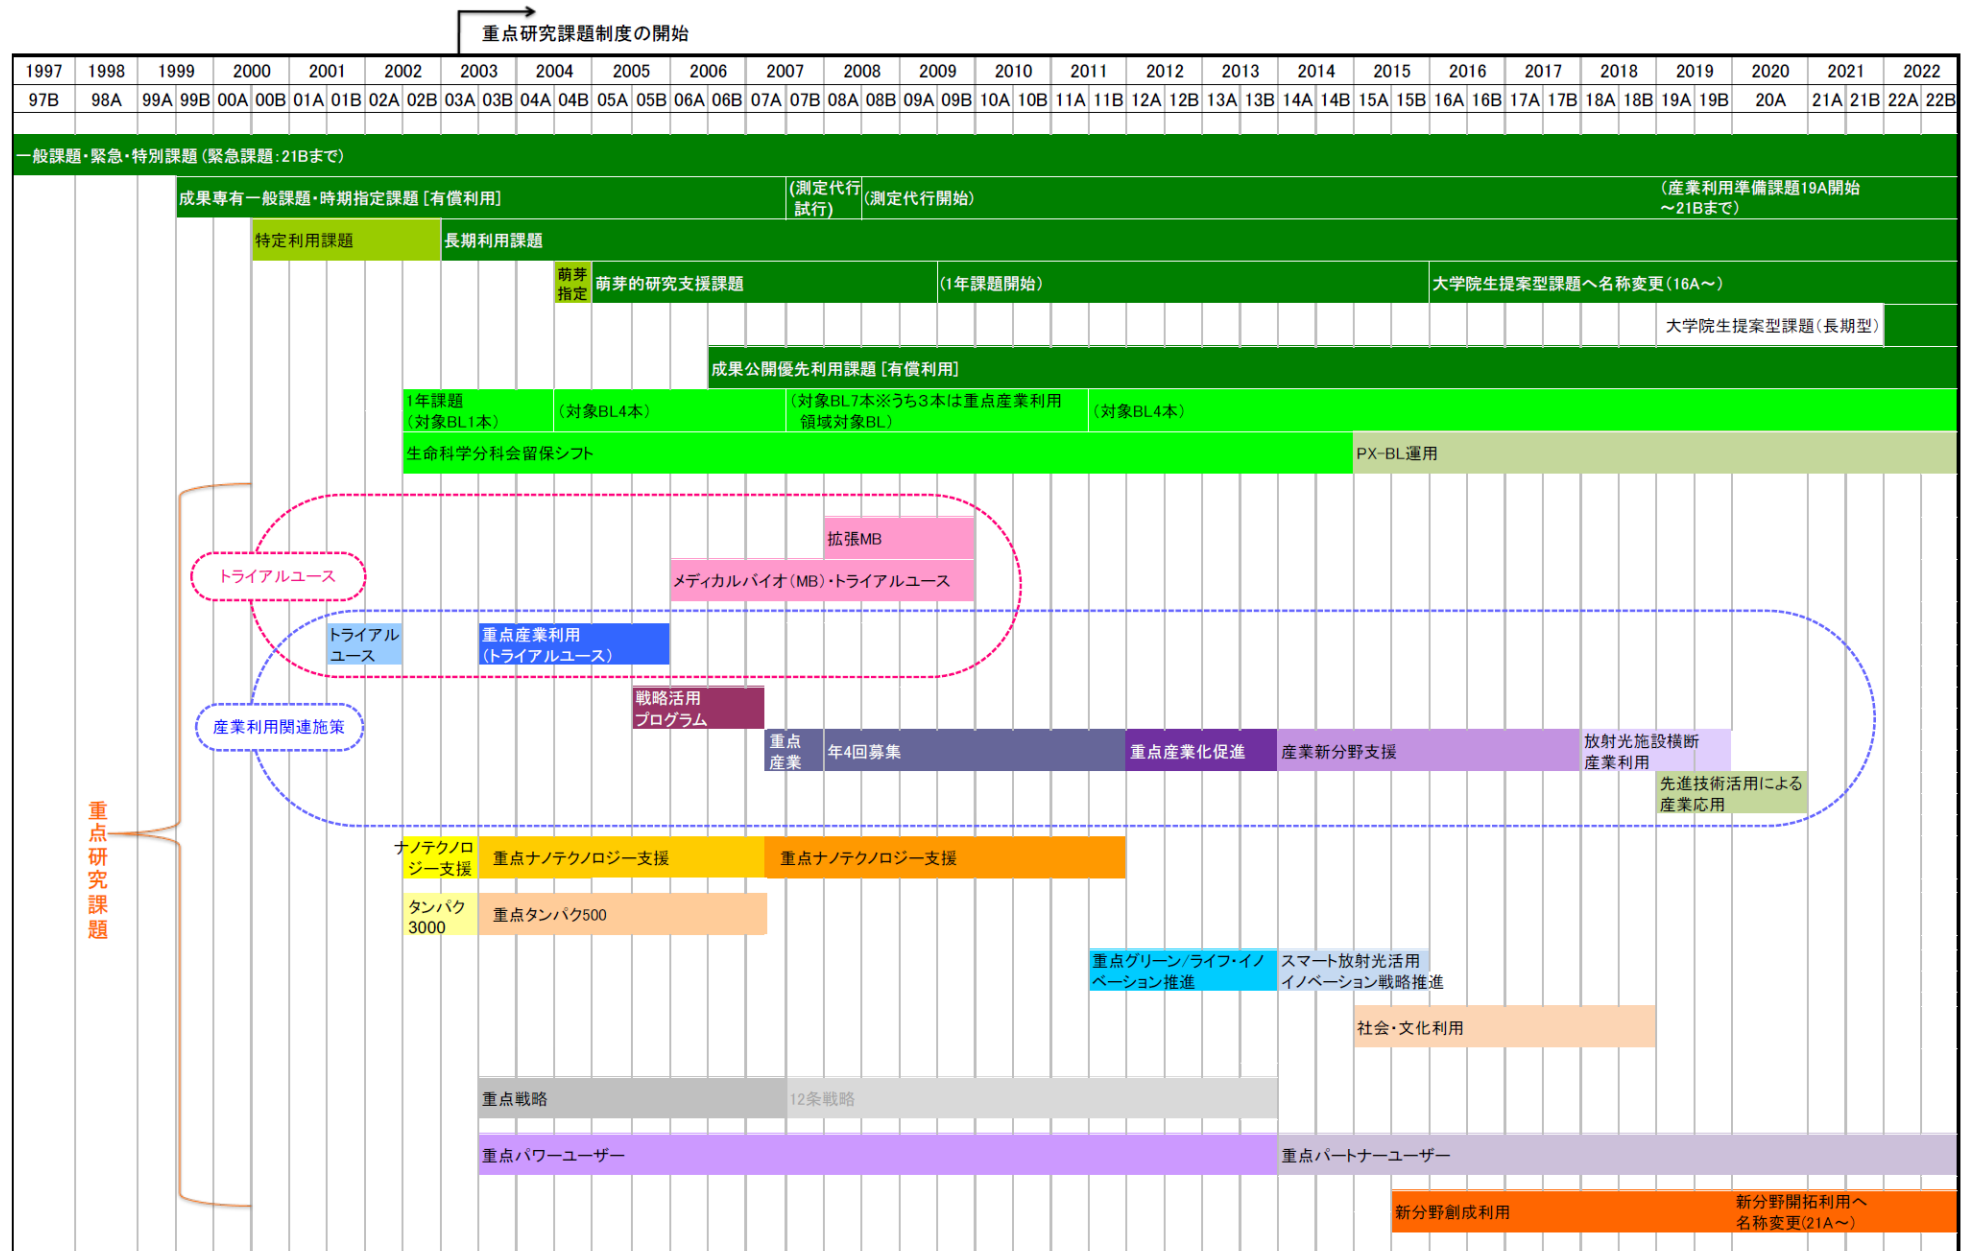 重点研究課題制度の開始
1997 1998 1999 2000 2001 2002 2003 2004 2005 2006 2007 2008 2009 2010 2011 2012 2013 2014 2015 2016 2017 2018 2019 2020 2021 2022
97B 98A 99A 99B 00A 00B 01A 01B 02A 02B 03A 03B 04A 04B 05A 05B 06A 06B 07A 07B 08A 08B 09A 09B 10A 10B 11A 11B 12A 12B 13A 13B 14A 14B 15A 15B 16A 16B 17A 17B 18A 18B 19A 19B 20A 21A 21B 22A 22B
一般課題・緊急・特別課題(緊急課題:21Bまで)
成果専有一般課題・時期指定課題[有償利用]
(測定代行
試行)
(測定代行開始)
(産業利用準備課題19A開始
~21Bまで)
特定利用課題
長期利用課題
萌芽
指定
萌芽的研究支援課題
(1年課題開始)
大学院生提案型課題へ名称変更(16A~)
大学院生提案型課題(長期型)
成果公開優先利用課題[有償利用]
1年課題
(対象BL1本)
(対象BL4本)
(対象BL7本※うち3本は重点産業利用
領域対象BL)
(対象BL4本)
生命科学分科会留保シフト
PX-BL運用
拡張MB
トライアルユース
メディカルバイオ(MB)・トライアルユース
トライアル
ユース
重点産業利用
(トライアルユース)
戦略活用
プログラム
産業利用関連施策
重点
産業
年4回募集
重点産業化促進
産業新分野支援
放射光施設横断
産業利用
先進技術活用による
産業応用
重点研究課題
ナノテクノロ
ジー支援
重点ナノテクノロジー支援
重点ナノテクノロジー支援
タンパク
3000
重点タンパク500
重点グリーン/ライフ・イノ
ベーション推進
スマート放射光活用
イノベーション戦略推進
社会・文化利用
重点戦略
12条戦略
重点パワーユーザー
重点パートナーユーザー
新分野創成利用
新分野開拓利用へ
名称変更(21A~)